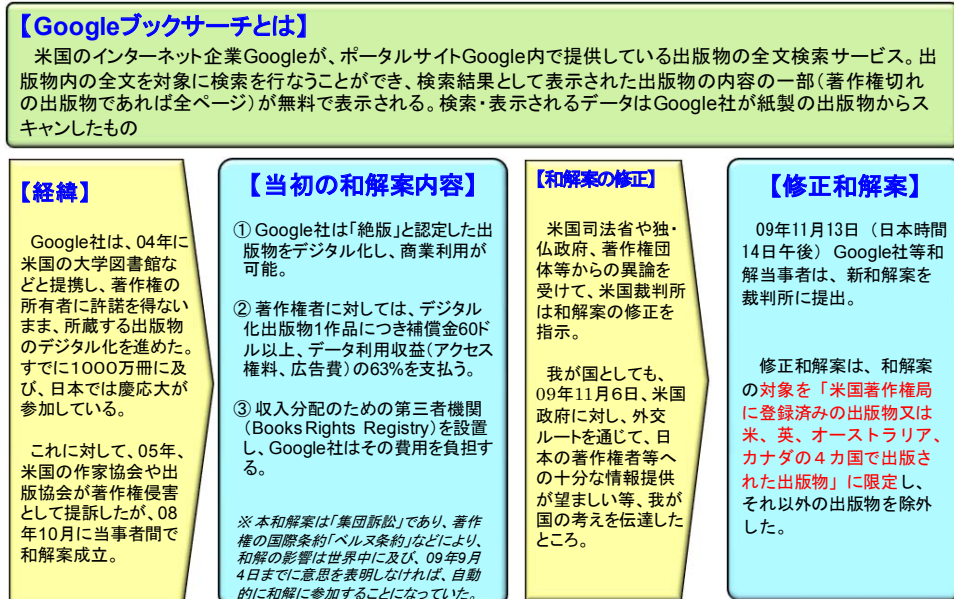 【Googleブックサーチとは】
米国のインターネット企業Googleが、ポータルサイトGoogle内で提供している出版物の全文検索サービス。出
版物内の全文を対象に検索を行なうことができ、検索結果として表示された出版物の内容の一部(著作権切れ
の出版物であれば全ページ)が無料で表示される。検索・表示されるデータはGoogle社が紙製の出版物からス
キャンしたもの
【経緯】
Google社は、04年に
米国の大学図書館な
どと提携し、著作権の
所有者に許諾を得ない
まま、所蔵する出版物
のデジタル化を進めた。
すでに1000万冊に及
び、日本では慶応大が
参加している。
これに対して、05年、
米国の作家協会や出
版協会が著作権侵害
として提訴したが、08
年10月に当事者間で
和解案成立。
【当初の和解案内容】
① Google社は「絶版」と認定した出
版物をデジタル化し、商業利用が
可能。
② 著作権者に対しては、デジタル
化出版物1作品につき補償金60ド
ル以上、データ利用収益(アクセス
権料、広告費)の63%を支払う。
③ 収入分配のための第三者機関
(Books Rights Registry)を設置
し、Google社はその費用を負担す
る。
※ 本和解案は「集団訴訟」であり、著作
権の国際条約「ベルヌ条約」などにより、
和解の影響は世界中に及び、09年9月
4日までに意思を表明しなければ、自動
的に和解に参加することになっていた。
【和解案の修正】
米国司法省や独・
仏政府、著作権団
体等からの異論を
受けて、米国裁判所
は和解案の修正を
指示。
我が国としても、
09年11月6日、米国
政府に対し、外交
ルートを通じて、日
本の著作権者等へ
の十分な情報提供
が望ましい等、我が
国の考えを伝達した
ところ。
【修正和解案】
09年11月13日(日本時間
14日午後)Google社等和
解当事者は、新和解案を
裁判所に提出。
修正和解案は、和解案
の対象を「米国著作権局
に登録済みの出版物又は
米、英、オーストラリア、
カナダの4カ国で出版さ
れた出版物」に限定し、
それ以外の出版物を除外
した。